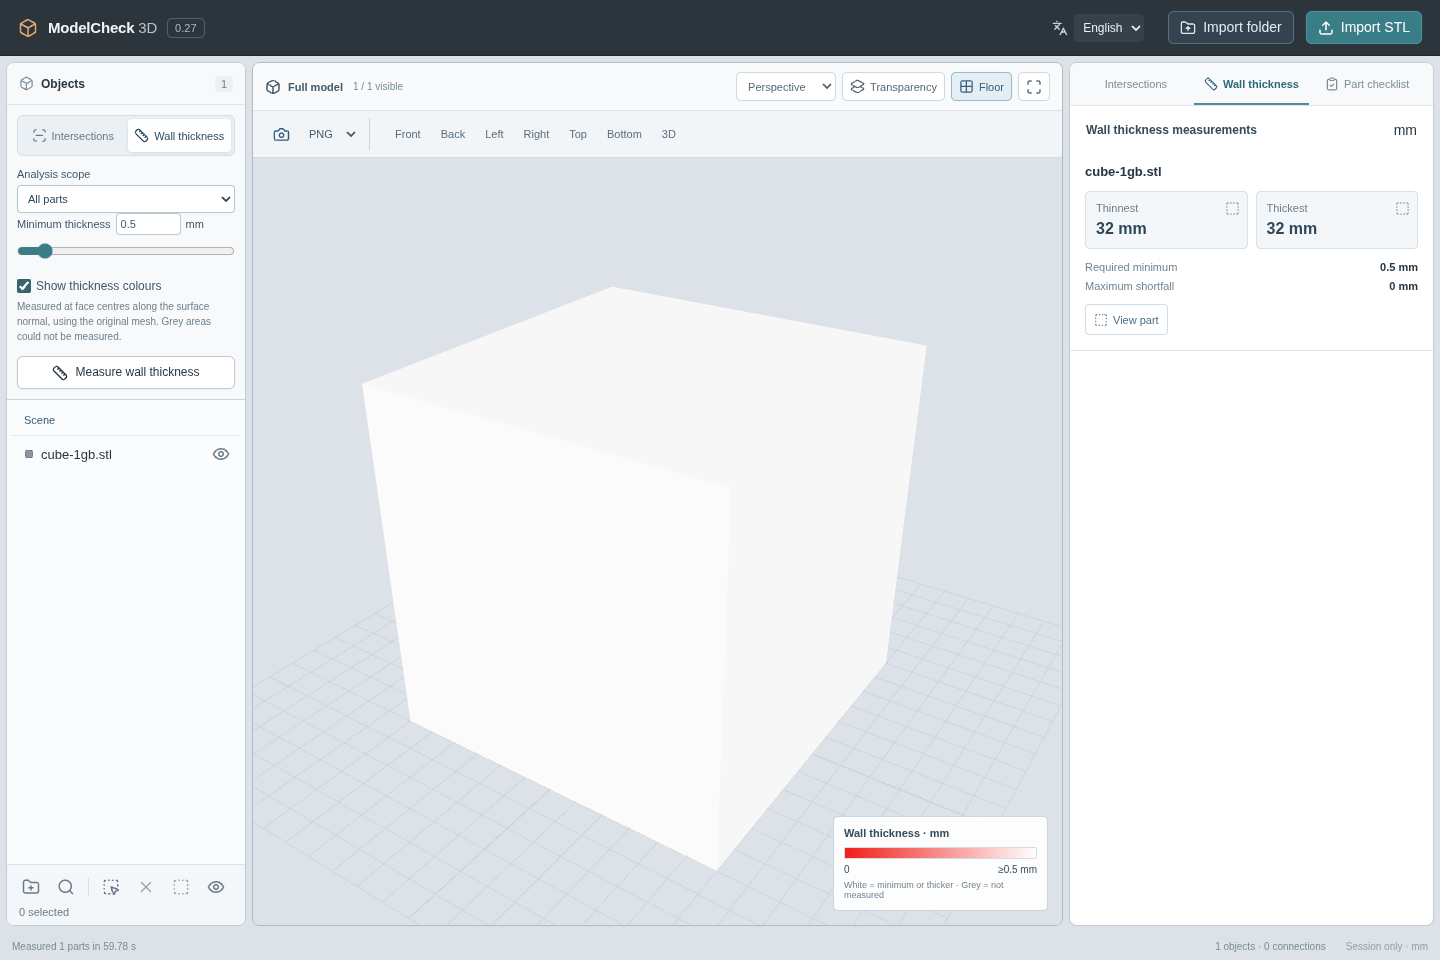 ModelCheck 3D 0.27
English
Import folder
Import STL
Objects
1
Intersections
Wall thickness
Analysis scope
All parts
Minimum thickness 0.5 mm
Show thickness colours
Measured at face centres along the surface
normal, using the original mesh. Grey areas
could not be measured.
Measure wall thickness
Scene
cube-1gb.stl
0 selected
Full model 1 / 1 visible
Perspective
Transparency
Floor
PNG
Front
Back
Left
Right
Top
Bottom
3D
Wall thickness · mm
0
≥0.5 mm
White = minimum or thicker · Grey = not
measured
Intersections
Wall thickness
Part checklist
Wall thickness measurements
mm
cube-1gb.stl
Thinnest
32 mm
Thickest
32 mm
Required minimum 0.5 mm
Maximum shortfall 0 mm
View part
Measured 1 parts in 59.78 s
1 objects · 0 connections
Session only · mm